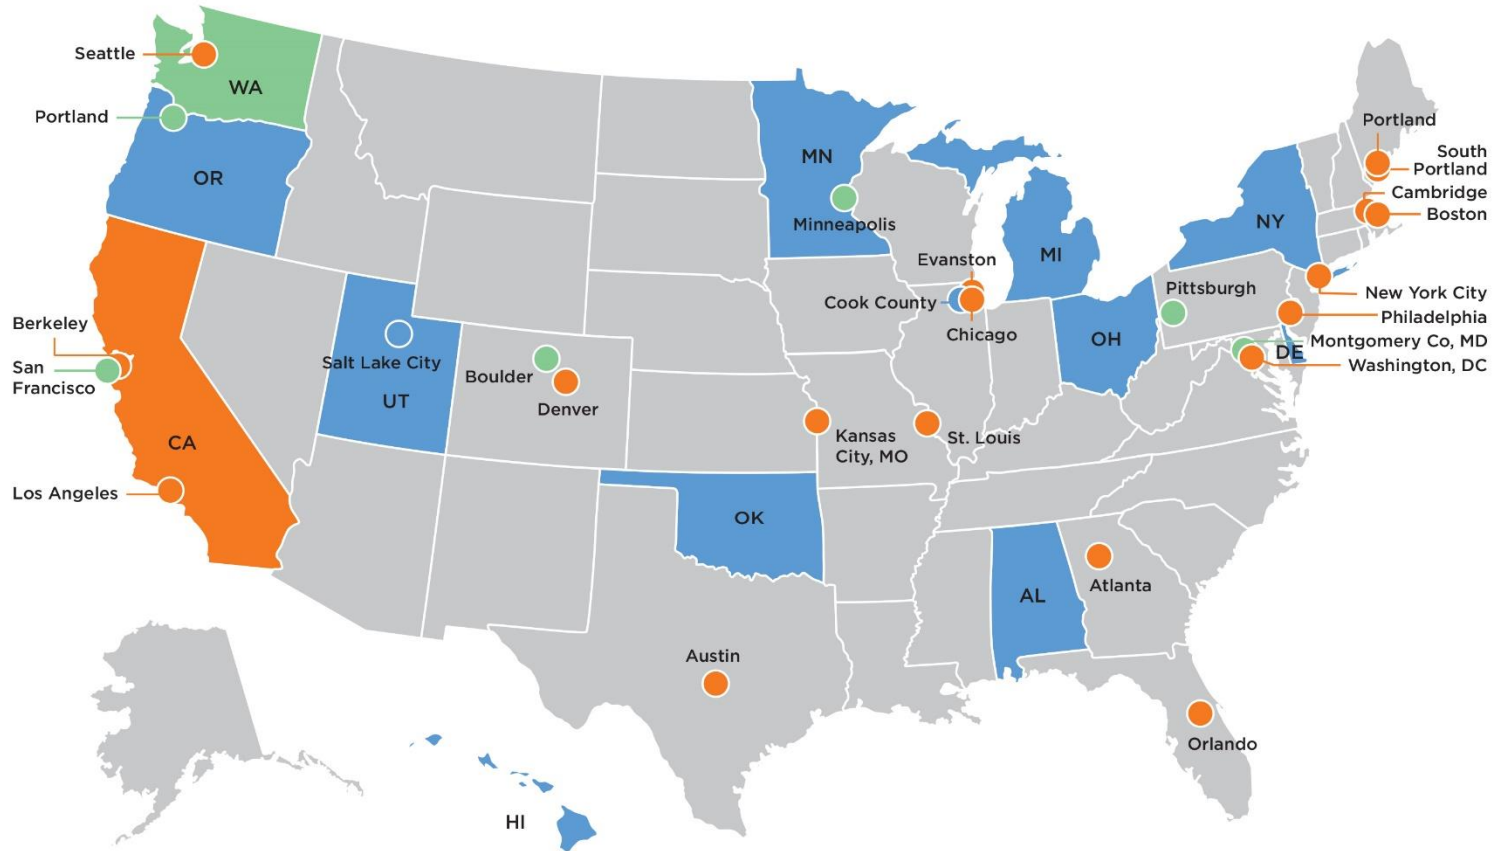 Seattle
WA
Portland
OR
MN
Minneapolis
Portland
South
Portland
Cambridge
Boston
NY
MI
Evanston
Cook County
Chicago
Pittsburgh
New York City
Philadelphia
Montgomery Co, MD
DE
Washington, DC
OH
Berkeley
San
Francisco
Salt Lake City
UT
Boulder
Denver
CA
Los Angeles
Kansas
City, MO
St. Louis
OK
AL
Atlanta
Austin
Orlando
HI